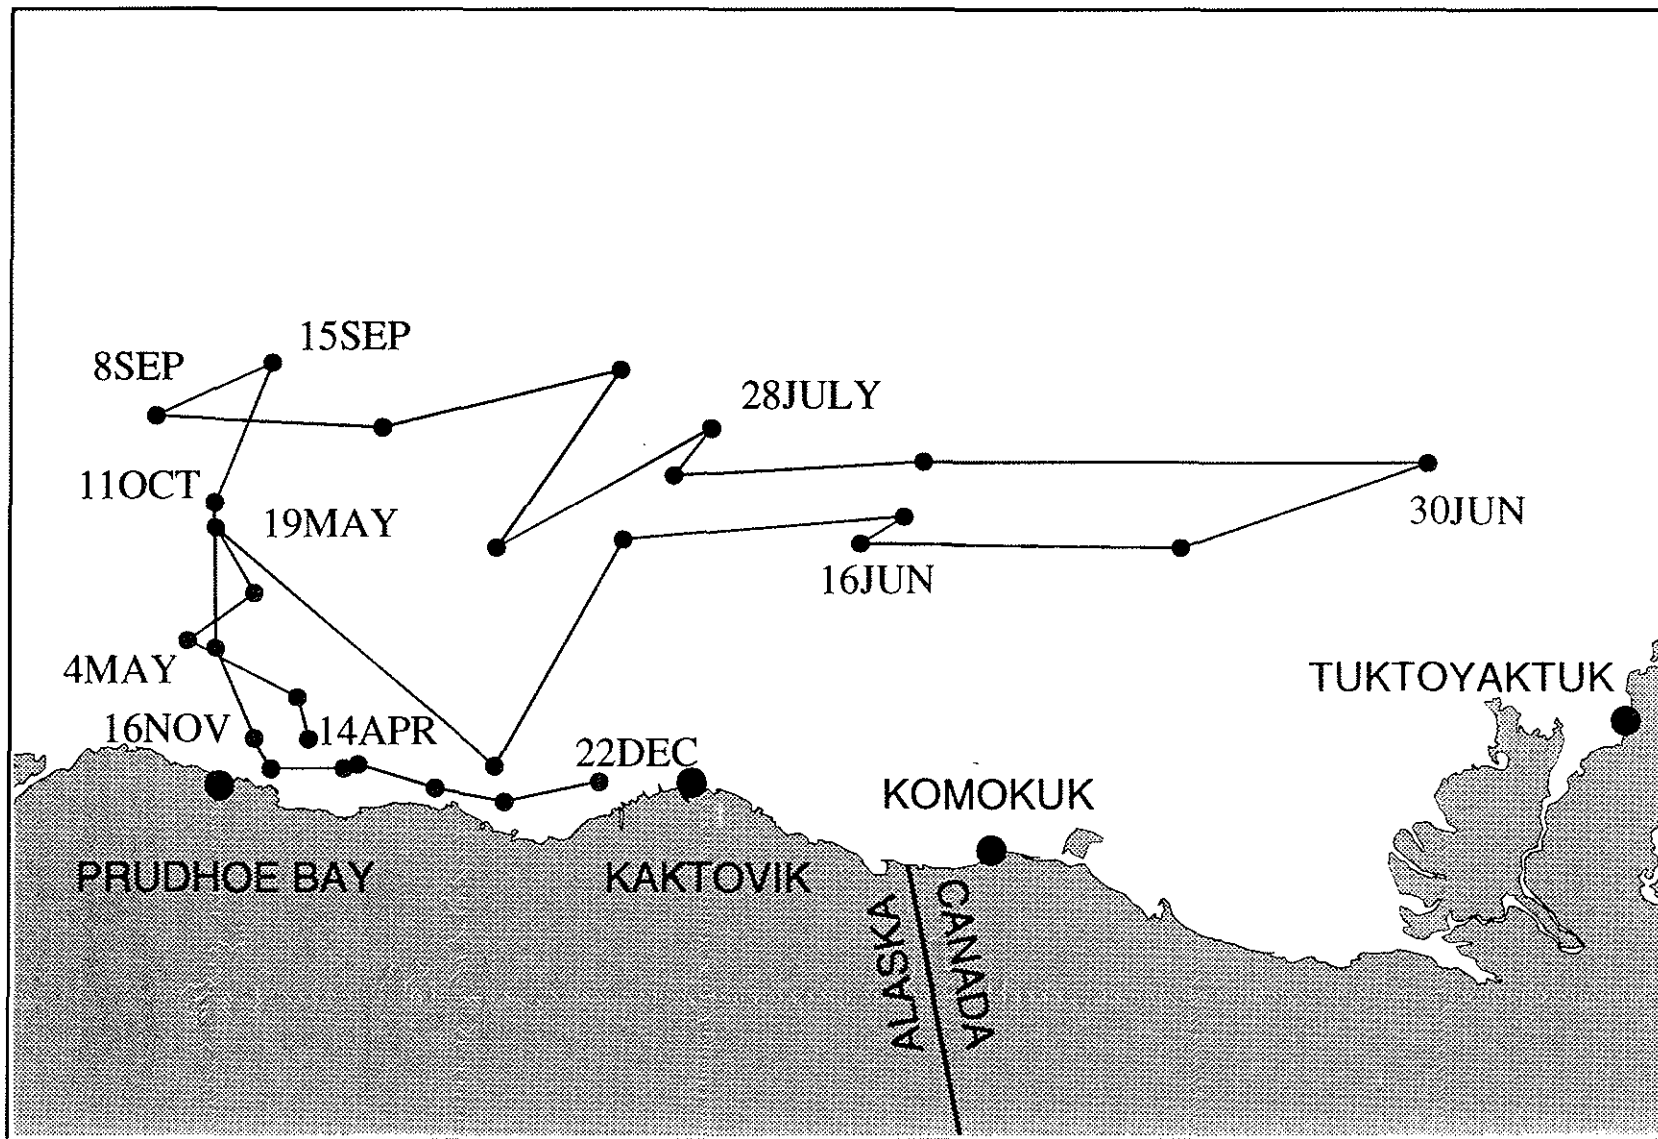 15SEP
8SEP
28JULY
11OCT
19MAY
30JUN
16JUN
4MAY
TUKTOYAKTUK
16NOV
14APR
22DEC
KOMOKUK
PRUDHOE BAY
KAKTOVIK
ALASKA
CANADA